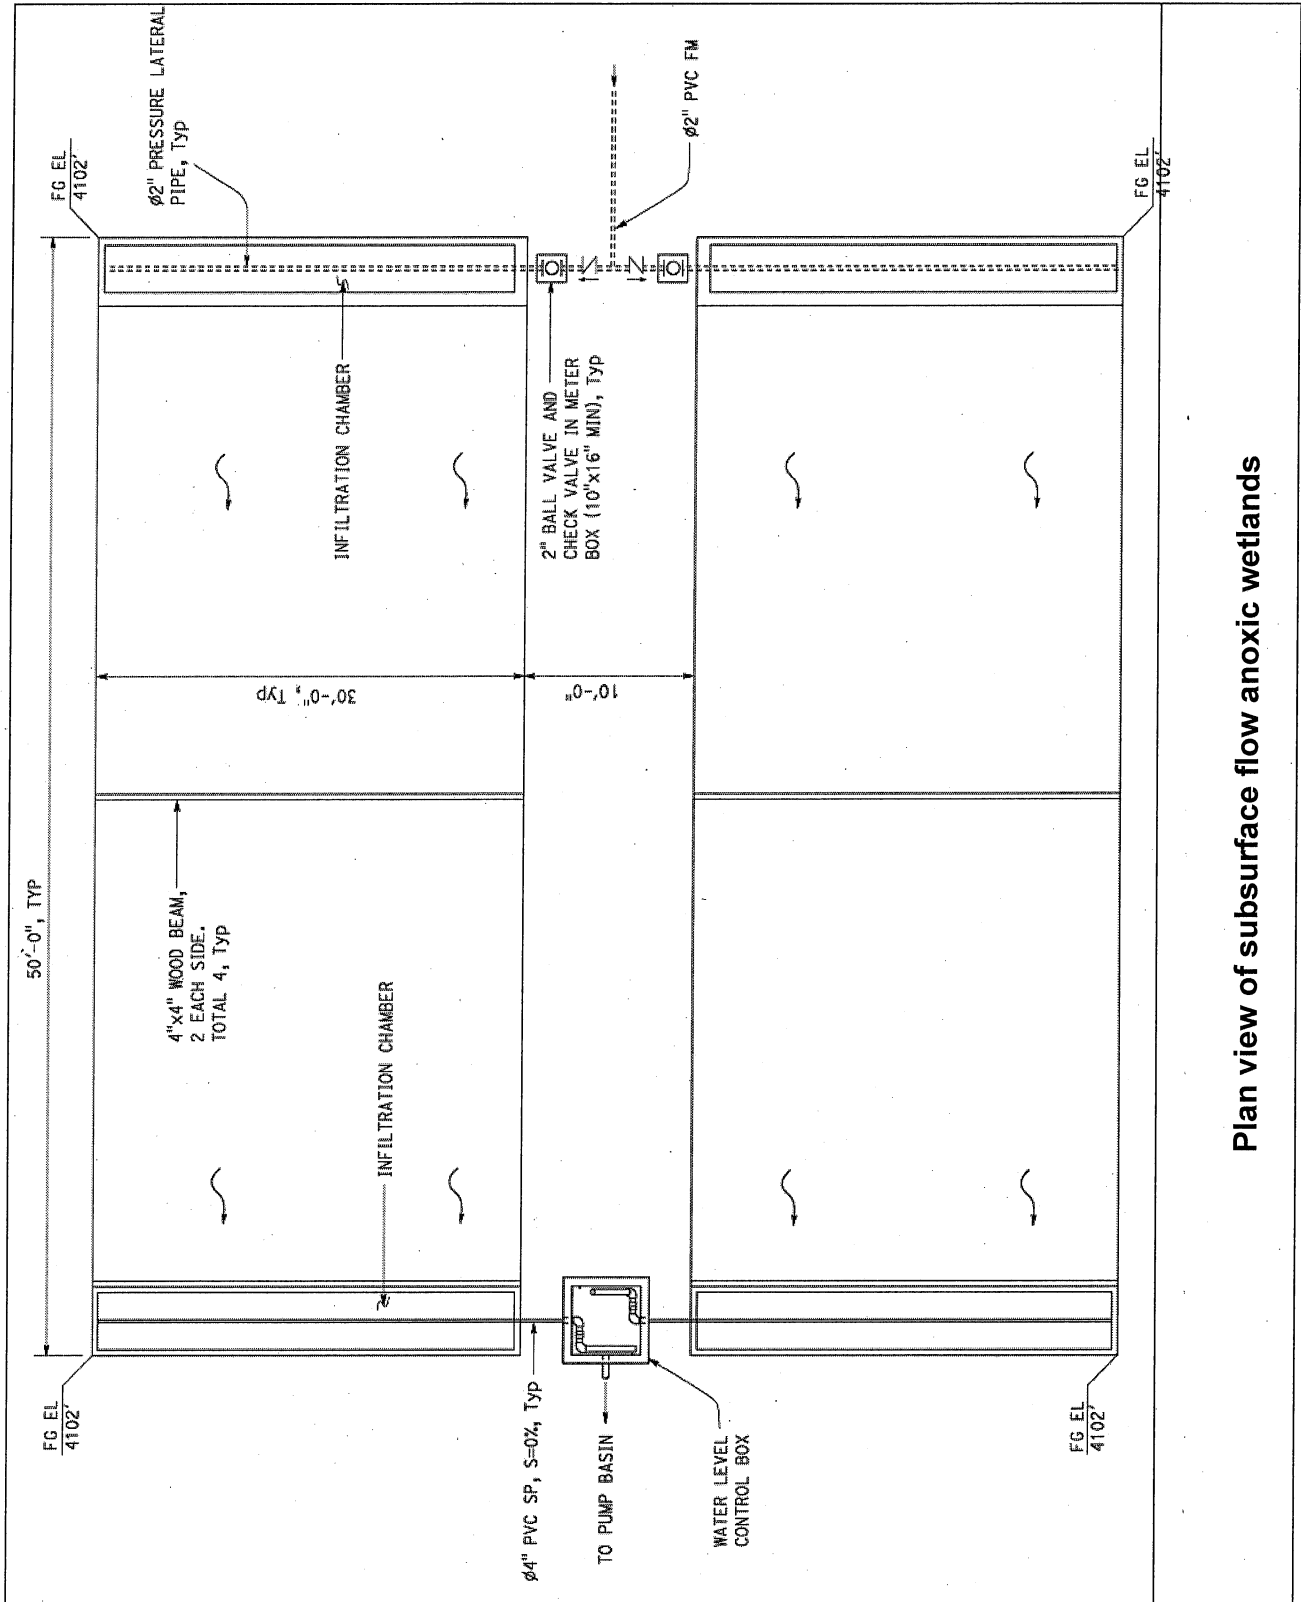 50'-0", TYP
FG EL
4102'
FG EL
4102'
ø2" PRESSURE LATERAL
PIPE, Typ
INFILTRATION CHAMBER
2" BALL VALVE AND
CHECK VALVE IN METER
BOX (10"x16" MIN), Typ
ø2" PVC FM
30'-0", Typ
10'-0"
4"x4" WOOD BEAM,
2 EACH SIDE.
TOTAL 4, Typ
INFILTRATION CHAMBER
ø4" PVC SP, S=0%, Typ
TO PUMP BASIN
WATER LEVEL
CONTROL BOX
FG EL
4102'
FG EL
4102'
Plan view of subsurface flow anoxic wetlands